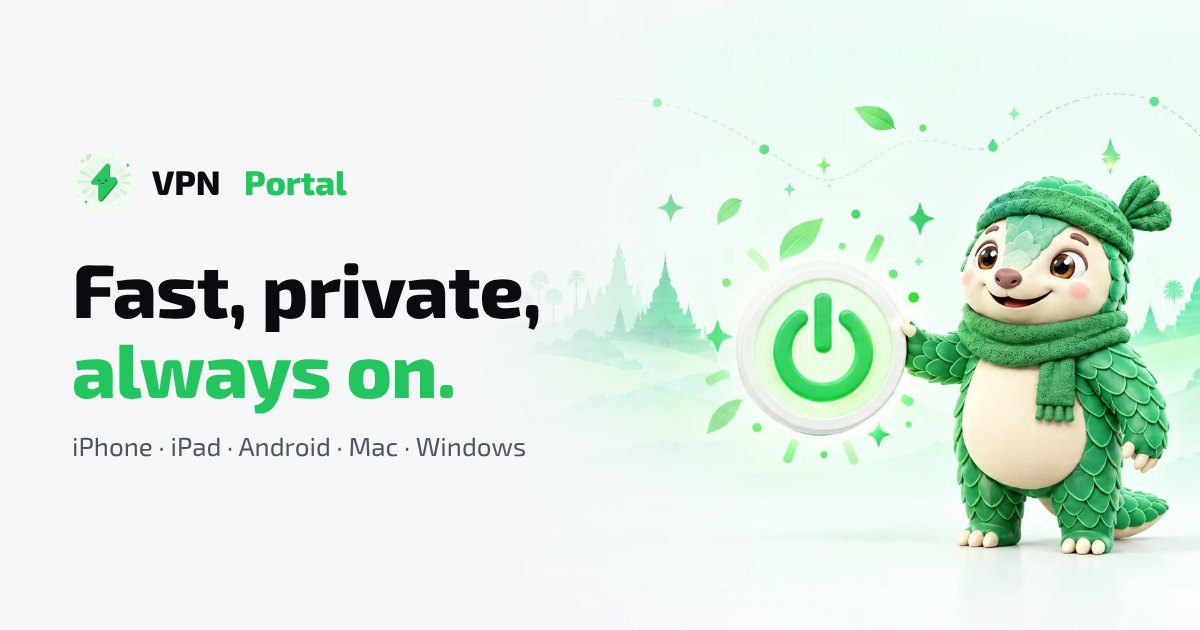 VPN Portal
Fast, private,
always on.
iPhone · iPad · Android · Mac · Windows